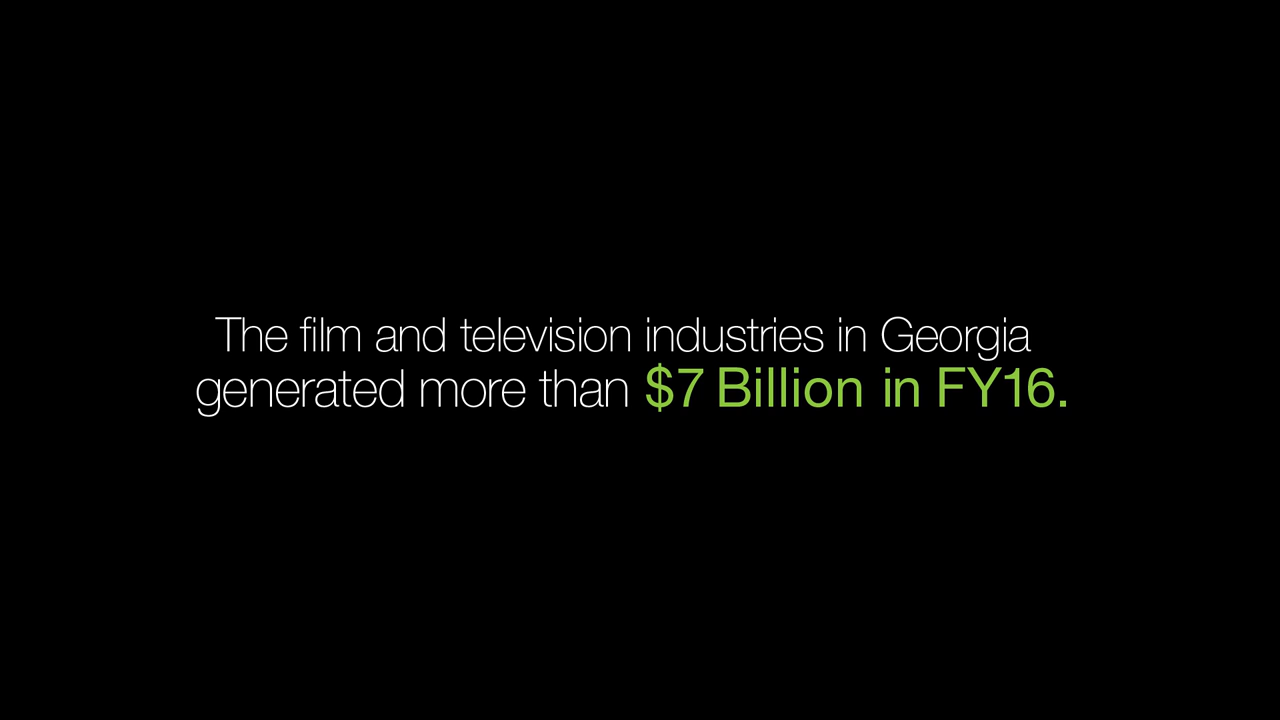 The film and television industries in Georgia
generated more than $7 Billion in FY16.